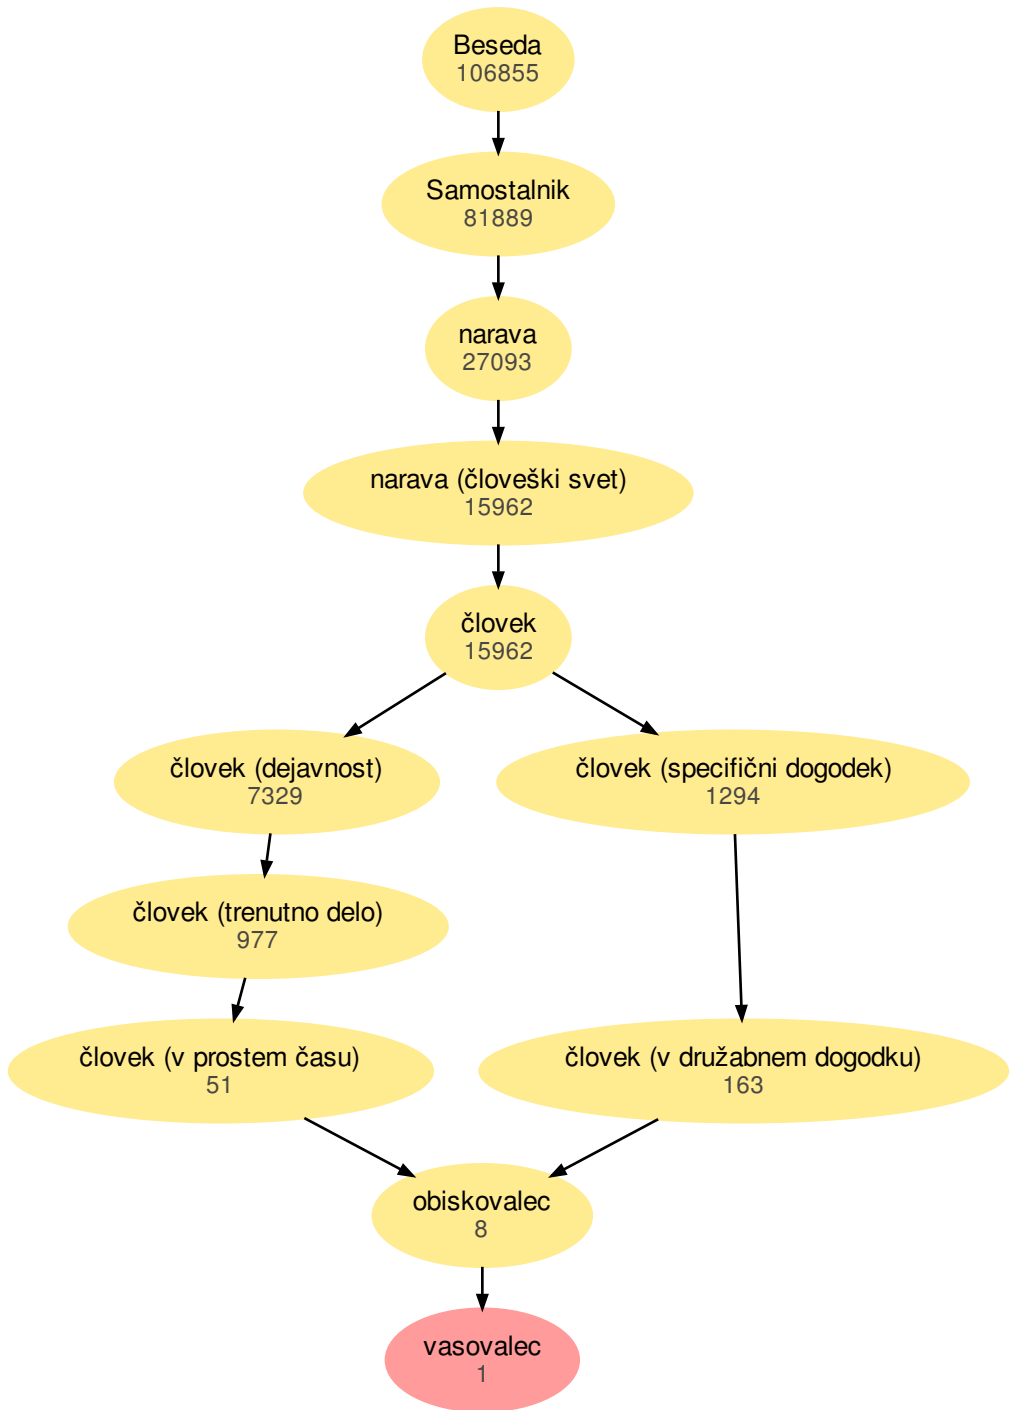 Beseda
106855
Samostalnik
81889
narava
27093
narava (človeški svet)
15962
človek
15962
človek (dejavnost)
7329
človek (specifični dogodek)
1294
človek (trenutno delo)
977
človek (v prostem času)
51
človek (v družabnem dogodku)
163
obiskovalec
8
vasovalec
1